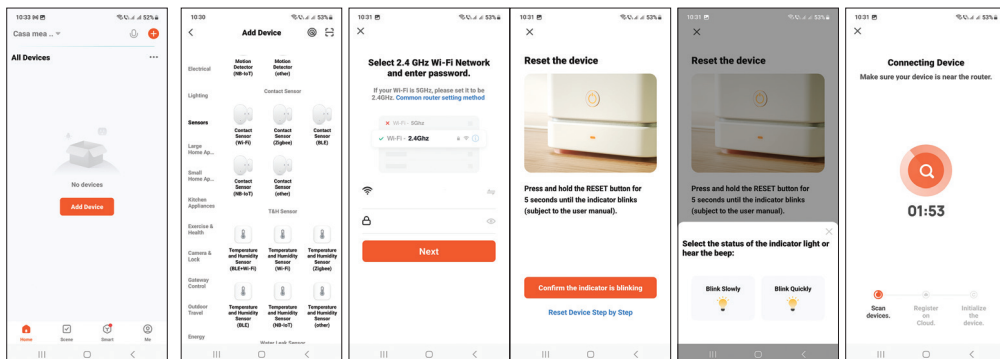 10:33
52%
Casa mea ..
All Devices
No devices
Add Device
Home
Scene
Smart
Me
10:30
53%
Add Device
Electrical
Lighting
Sensors
Large
Home Ap...
Small
Home Ap...
Kitchen
Appliances
Exercise &
Health
Camera &
Lock
Gateway
Control
Outdoor
Travel
Energy
Motion
Detector
(NB-IoT)
Motion
Detector
(other)
Contact Sensor
Contact
Sensor
(Wi-Fi)
Contact
Sensor
(Zigbee)
Contact
Sensor
(BLE)
Contact
Sensor
(NB-IoT)
Contact
Sensor
(other)
T&H Sensor
Temperature
and Humidity
Sensor
(BLE+Wi-Fi)
Temperature
and Humidity
Sensor
(Wi-Fi)
Temperature
and Humidity
Sensor
(Zigbee)
Temperature
and Humidity
Sensor
(BLE)
Temperature
and Humidity
Sensor
(NB-IoT)
Temperature
and Humidity
Sensor
(other)
Water Leak Sensor
10:31
53%
Select 2.4 GHz Wi-Fi Network
and enter password.
If your Wi-Fi is 5GHz, please set it to be
2.4GHz. Common router setting method
Wi-Fi - 5Ghz
Wi-Fi - 2.4Ghz
Next
10:31
53%
Reset the device
Press and hold the RESET button for
5 seconds until the indicator blinks
(subject to the user manual).
Confirm the indicator is blinking
Reset Device Step by Step
10:31
53%
Reset the device
Press and hold the RESET button for
5 seconds until the indicator blinks
(subject to the user manual).
Select the status of the indicator light or
hear the beep:
Blink Slowly
Blink Quickly
10:31
53%
Connecting Device
Make sure your device is near the router.
01:53
Scan
devices.
Register
on
Cloud.
Initialize
the
device.